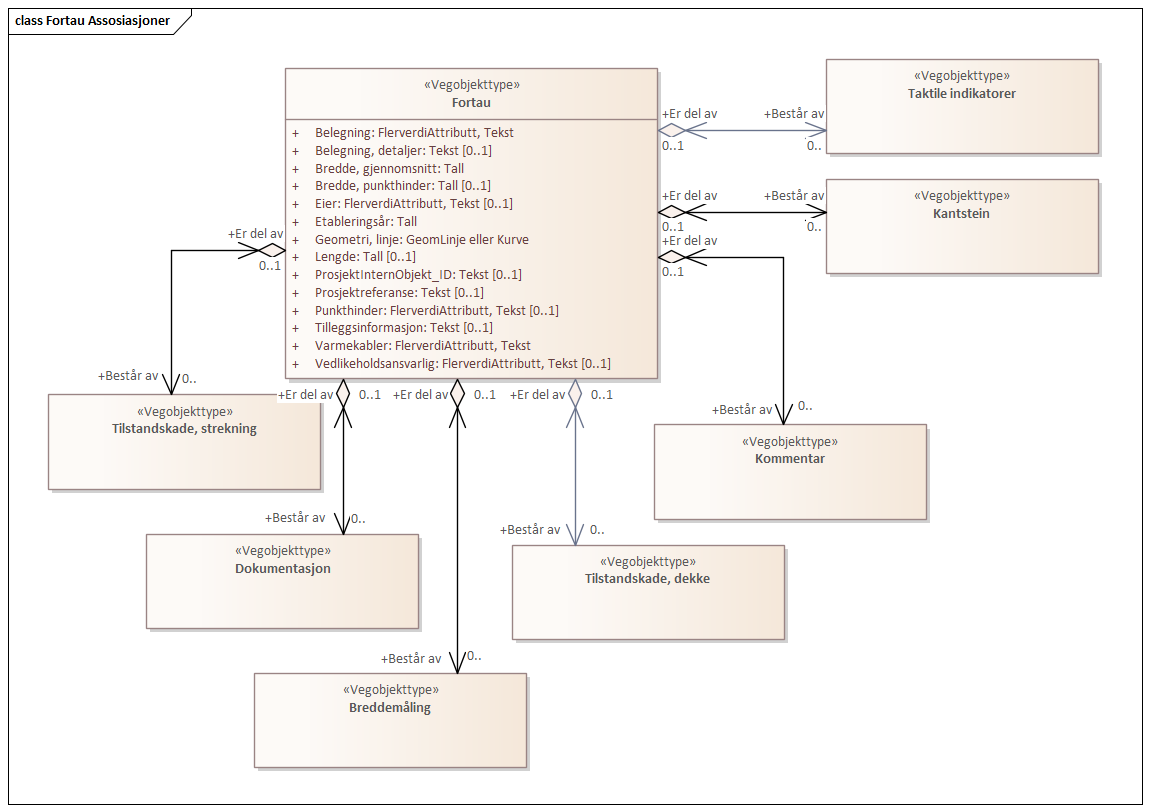 class Fortau Assosiasjoner
«Vegobjekttype»
Fortau
+ Belegning: FlerverdiAttributt, Tekst
+ Belegning, detaljer: Tekst [0..1]
+ Bredde, gjennomsnitt: Tall
+ Bredde, punkthinder: Tall [0..1]
+ Eier: FlerverdiAttributt, Tekst [0..1]
+ Etableringsår: Tall
+ Geometri, linje: GeomLinje eller Kurve
+ Lengde: Tall [0..1]
+ ProsjektInternObjekt_ID: Tekst [0..1]
+ Prosjektreferanse: Tekst [0..1]
+ Punkthinder: FlerverdiAttributt, Tekst [0..1]
+ Tilleggsinformasjon: Tekst [0..1]
+ Varmekabler: FlerverdiAttributt, Tekst
+ Vedlikeholdsansvarlig: FlerverdiAttributt, Tekst [0..1]
+Er del av
0..1
+Består av
0..
«Vegobjekttype»
Taktile indikatorer
+Er del av
0..1
+Består av
0..
«Vegobjekttype»
Kantstein
+Er del av
0..1
+Består av
0..
«Vegobjekttype»
Kommentar
+Er del av
0..1
+Består av
0..
«Vegobjekttype»
Tilstandskade, strekning
+Er del av
0..1
+Består av
0..
«Vegobjekttype»
Dokumentasjon
+Er del av
0..1
+Består av
0..
«Vegobjekttype»
Breddemåling
+Er del av
0..1
+Består av
0..
«Vegobjekttype»
Tilstandskade, dekke